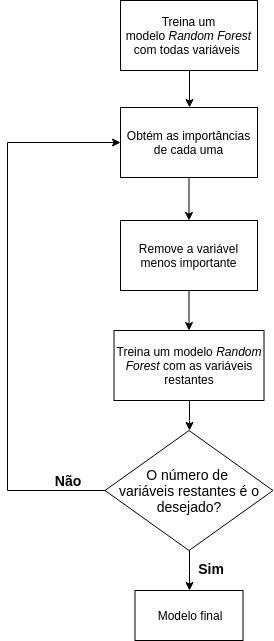 Treina um
modelo Random Forest
com todas variáveis
Obtém as importâncias
de cada uma
Remove a variável
menos importante
Treina um modelo Random
Forest com as variáveis
restantes
O número de
variáveis restantes é o
desejado?
Não
Sim
Modelo final